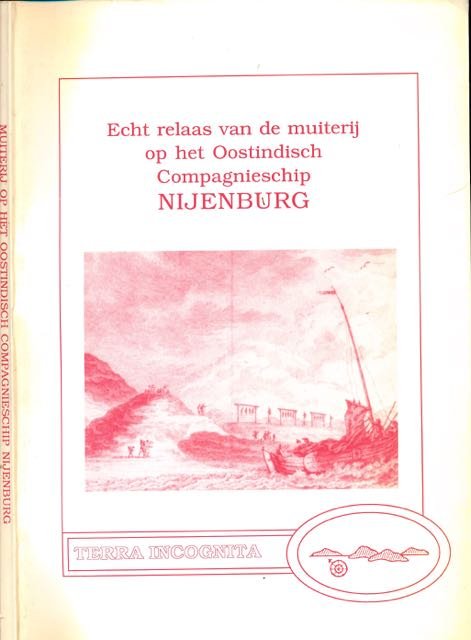 MUITERIJ OP HET OOSTINDISCH COMPAGNIESCHIP NIJENBURG
Echt relaas van de muiterij
op het Oostindisch
Compagnieschip
NIJENBURG
TERRA INCOGNITA